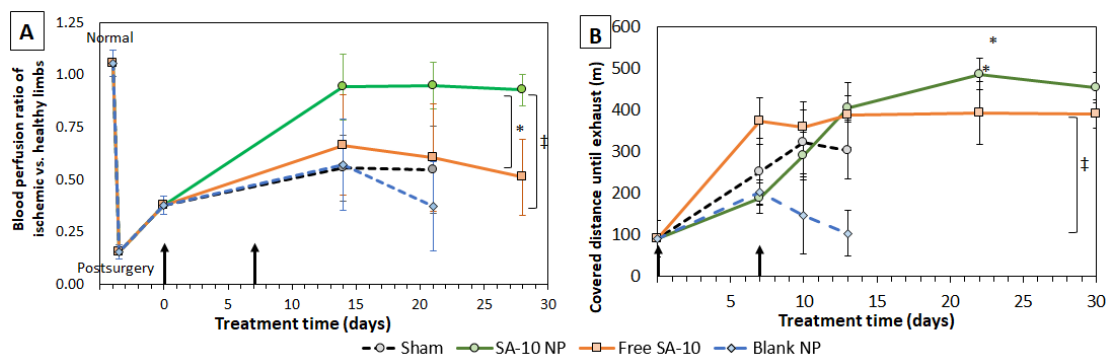 A
Blood perfusion ratio of
ischemic vs. healthy limbs
1.25
1.00
0.75
0.50
0.25
0.00
Normal
Postsurgery
*
‡
0 5 10 15 20 25 30
Treatment time (days)
B
Covered distance until exhaust (m)
600
500
400
300
200
100
0
*
*
‡
5 10 15 20 25 30
Treatment time (days)
Sham SA-10 NP Free SA-10 Blank NP